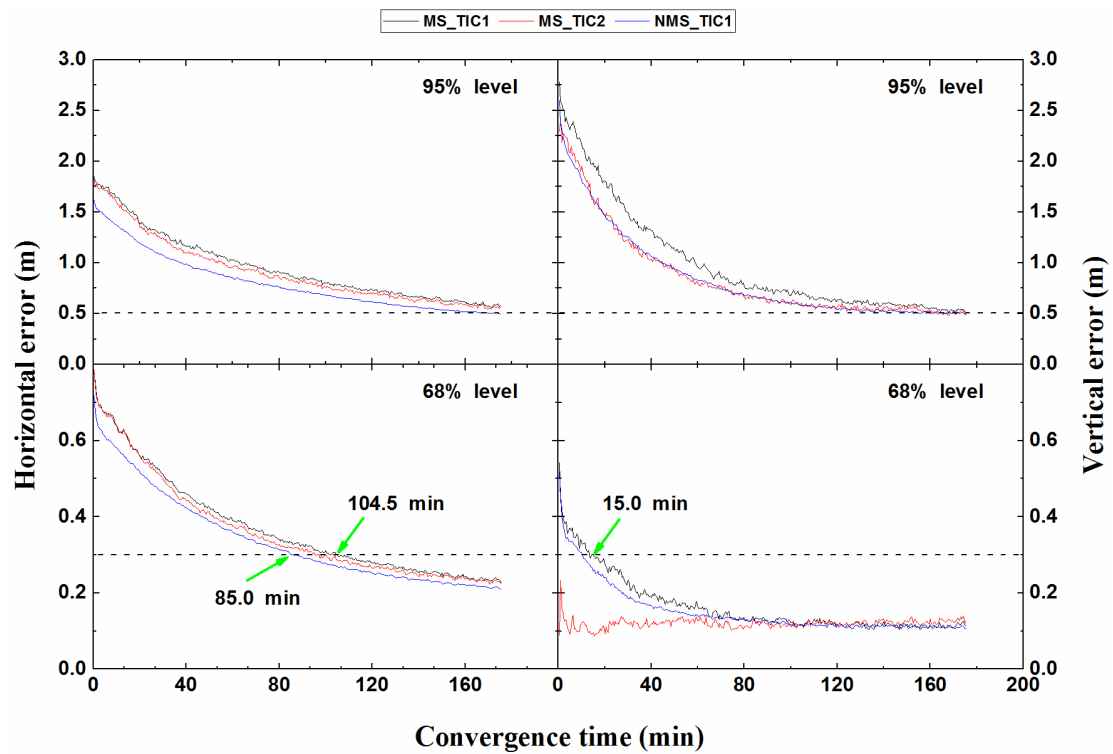 MS_TIC1 MS_TIC2 NMS_TIC1
3.0 3.0
95% level 95% level
2.5 2.5
2.0 2.0
1.5 1.5
1.0 1.0
0.5 0.5
0.0 0.0
68% level 68% level
0.6 0.6
104.5 min 15.0 min
0.4 0.4
85.0 min
0.2 0.2
0.0 0.0
0 40 80 120 160 0 40 80 120 160 200
Horizontal error (m)
Vertical error (m)
Convergence time (min)